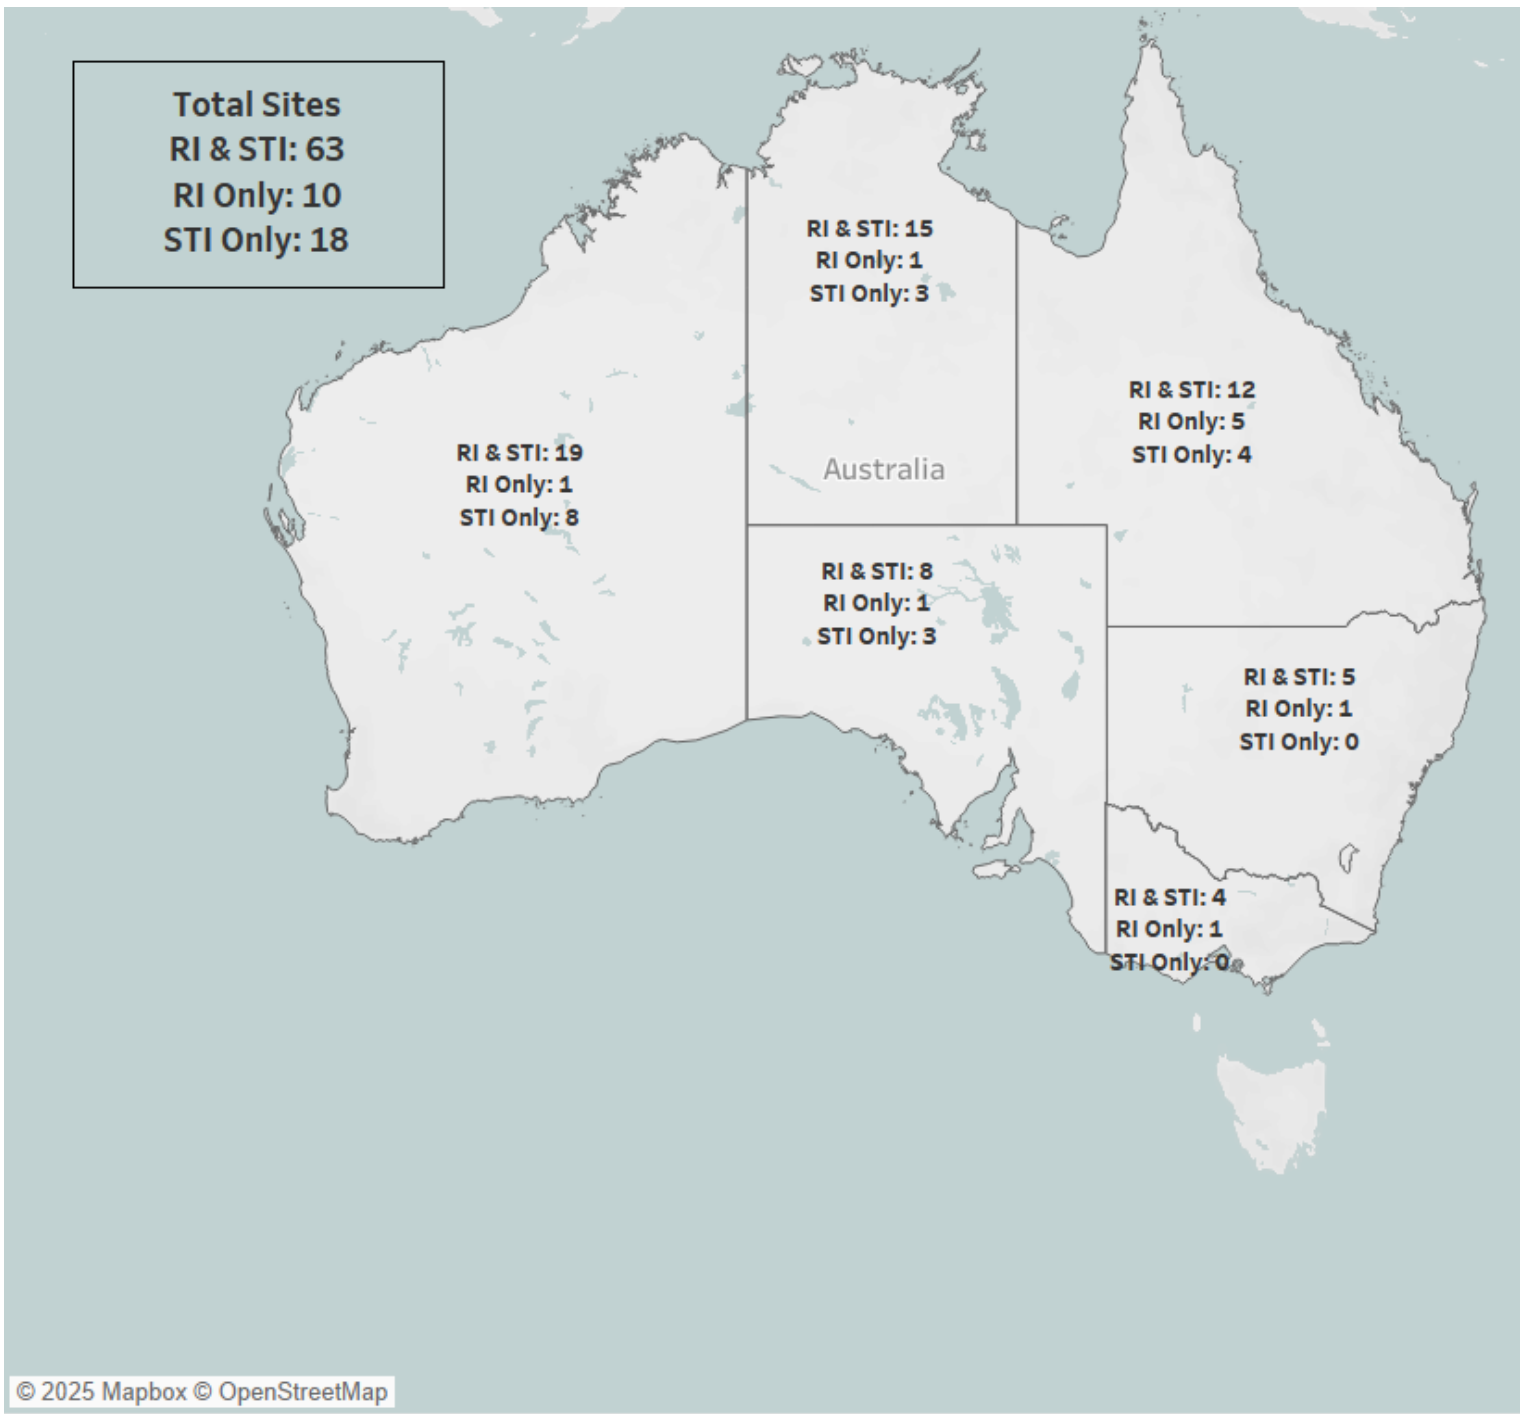 Total Sites
RI & STI: 63
RI Only: 10
STI Only: 18
RI & STI: 15
RI Only: 1
STI Only: 3
RI & STI: 12
RI Only: 5
STI Only: 4
Australia
RI & STI: 19
RI Only: 1
STI Only: 8
RI & STI: 8
RI Only: 1
STI Only: 3
RI & STI: 5
RI Only: 1
STI Only: 0
RI & STI: 4
RI Only: 1
STI Only: 0
© 2025 Mapbox © OpenStreetMap